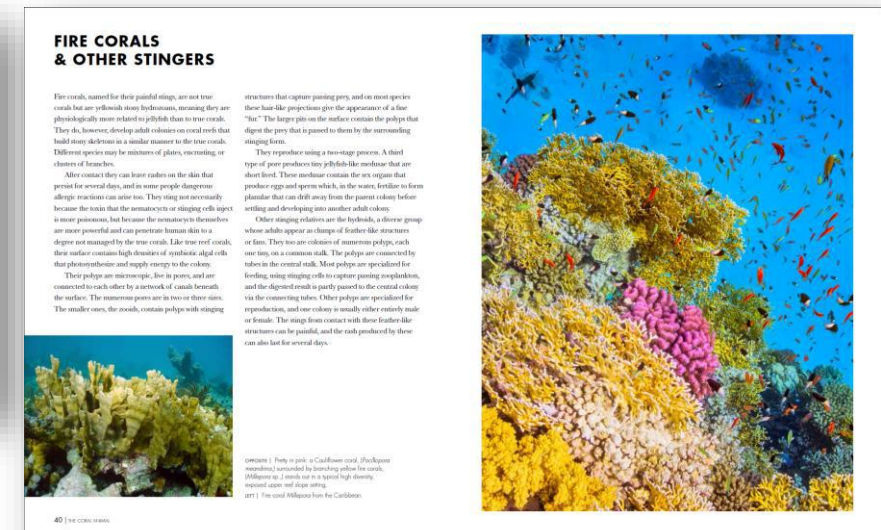 FIRE CORALS
& OTHER STINGERS
Fire corals, named for their painful stings, are not true
corals but are yellowish stony hydrozoans, meaning they are
physiologically more related to jellyfish than to true corals.
They do, however, develop adult colonies on coral reefs that
build stony skeletons in a similar manner to the true corals.
Different species may be mixtures of plates, encrusting, or
clusters of branches.
After contact they can leave rashes on the skin that
persist for several days, and in some people dangerous
allergic reactions can arise too. They sting not necessarily
because the toxin that the nematocysts or stinging cells inject
is more poisonous, but because the nematocysts themselves
are more powerful and can penetrate human skin to a
degree not managed by the true corals. Like true reef corals,
their surface contains high densities of symbiotic algal cells
that photosynthesize and supply energy to the colony.
Their polyps are microscopic, live in pores, and are
connected to each other by a network of canals beneath
the surface. The numerous pores are in two or three sizes.
The smaller ones, the zooids, contain polyps with stinging
structures that capture passing prey, and on most species
these hair-like projections give the appearance of a fine
“fur.” The larger pits on the surface contain the polyps that
digest the prey that is passed to them by the surrounding
stinging form.
They reproduce using a two-stage process. A third
type of pore produces tiny jellyfish-like medusae that are
short lived. These medusae contain the sex organs that
produce eggs and sperm which, in the water, fertilize to form
planulae that can drift away from the parent colony before
settling and developing into another adult colony.
Other stinging relatives are the hydroids, a diverse group
whose adults appear as clumps of feather-like structures
or fans. They too are colonies of numerous polyps, each
one tiny, on a common stalk. The polyps are connected by
tubes in the central stalk. Most polyps are specialized for
feeding, using stinging cells to capture passing zooplankton,
and the digested result is partly passed to the central colony
via the connecting tubes. Other polyps are specialized for
reproduction, and one colony is usually either entirely male
or female. The stings from contact with these feather-like
structures can be painful, and the rash produced by these
can also last for several days.
OPPOSITE | Pretty in pink: a Cauliflower coral, (Pocillopora
meandrina,) surrounded by branching yellow fire corals,
(Millepora sp.,) stands out in a typical high diversity,
exposed upper reef slope setting.
LEFT | Fire coral Millepora from the Caribbean.
40 | THE CORAL ANIMAL